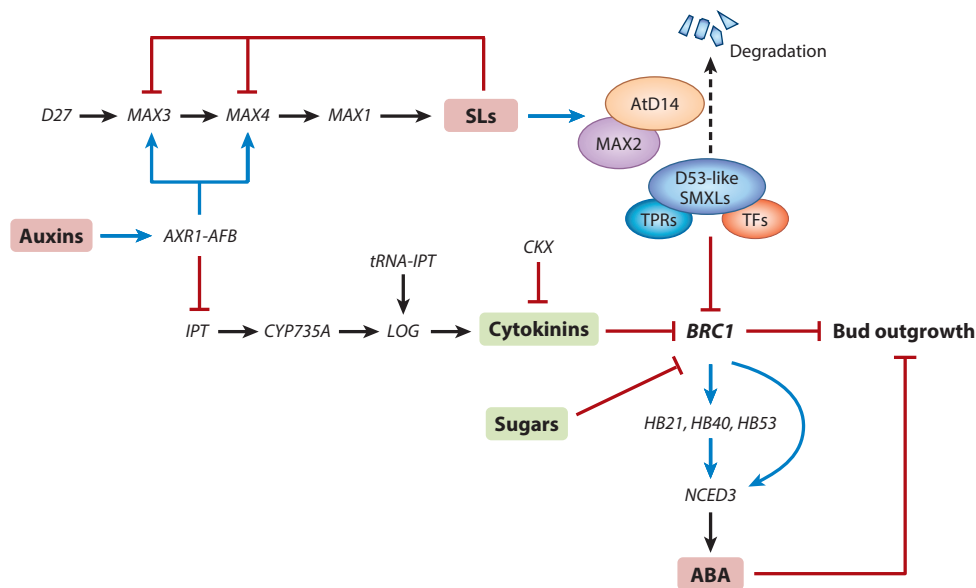 Degradation
AtD14
D27
MAX3
MAX4
MAX1
SLs
MAX2
D53-like
SMXLs
TPRs
TFs
Auxins
AXR1-AFB
CKX
tRNA-IPT
IPT
CYP735A
LOG
Cytokinins
BRC1
Bud outgrowth
Sugars
HB21, HB40, HB53
NCED3
ABA